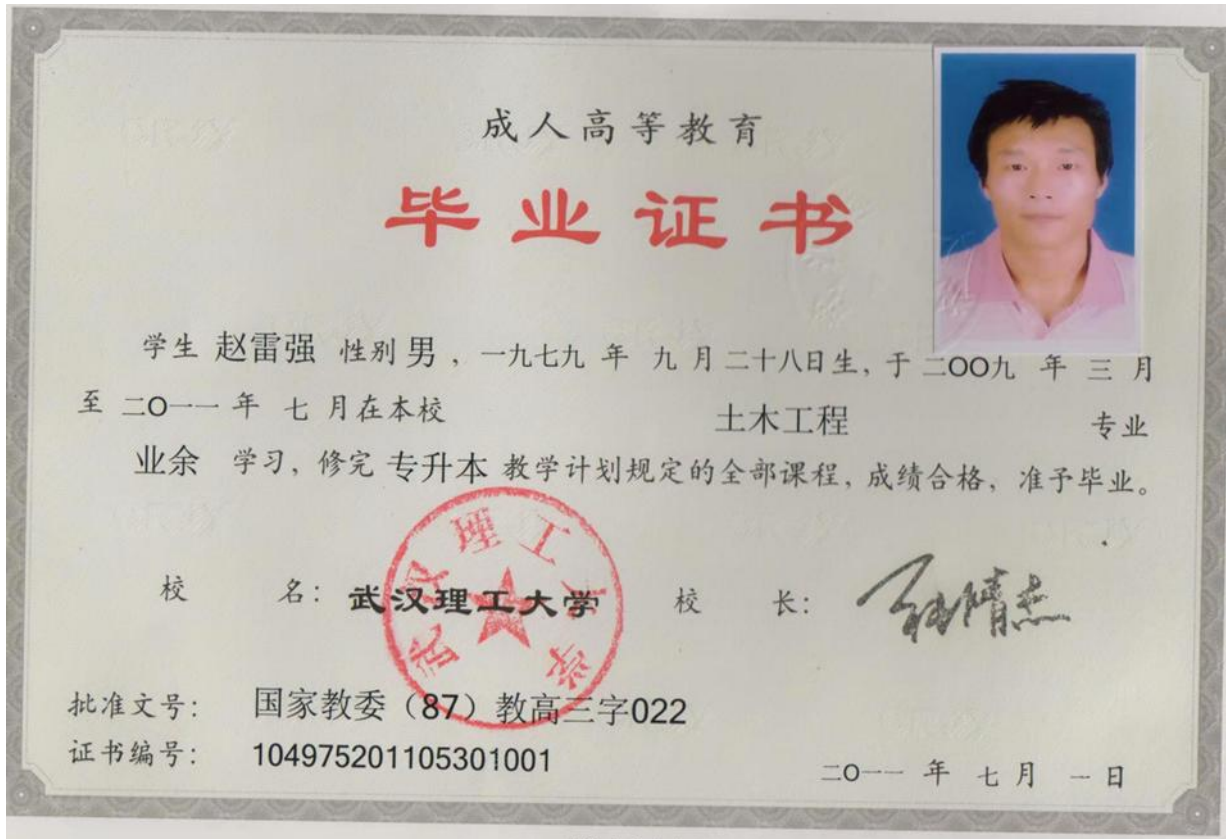 成人高等教育
毕业证书
学生 赵雷强 性别 男 , 一九七九 年 九 月 二十八日生, 于 二OO九 年 三 月
至 二O一一 年 七 月在本校 土木工程 专业
业余 学习, 修完 专升本 教学计划规定的全部课程, 成绩合格, 准予毕业。
校 名: 武汉理工大学 校 长:
武汉理工大学
批准文号: 国家教委（87）教高三字022
证书编号: 104975201105301001
二O一一 年 七 月 一 日